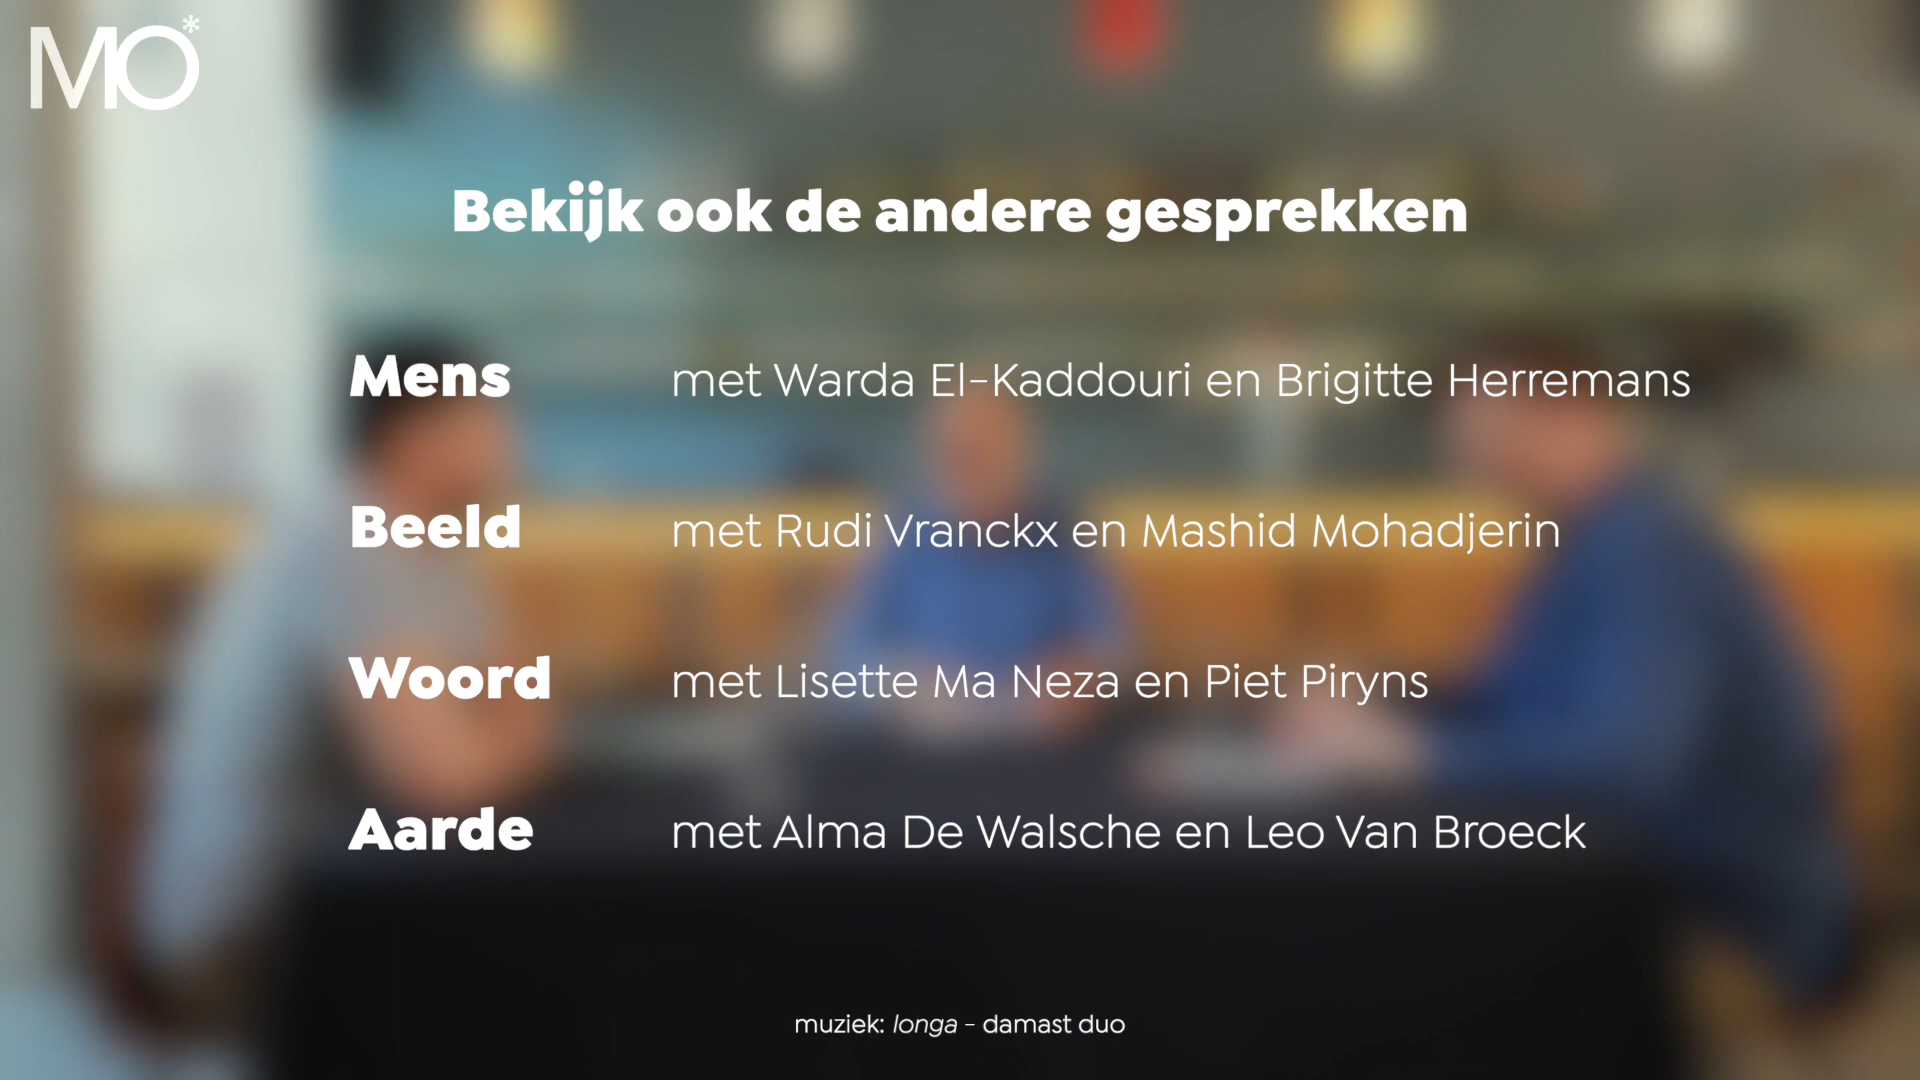 MO*
Bekijk ook de andere gesprekken
Mens met Warda El-Kaddouri en Brigitte Herremans
Beeld met Rudi Vranckx en Mashid Mohadjerin
Woord met Lisette Ma Neza en Piet Piryns
Aarde met Alma De Walsche en Leo Van Broeck
muziek: longa - damast duo